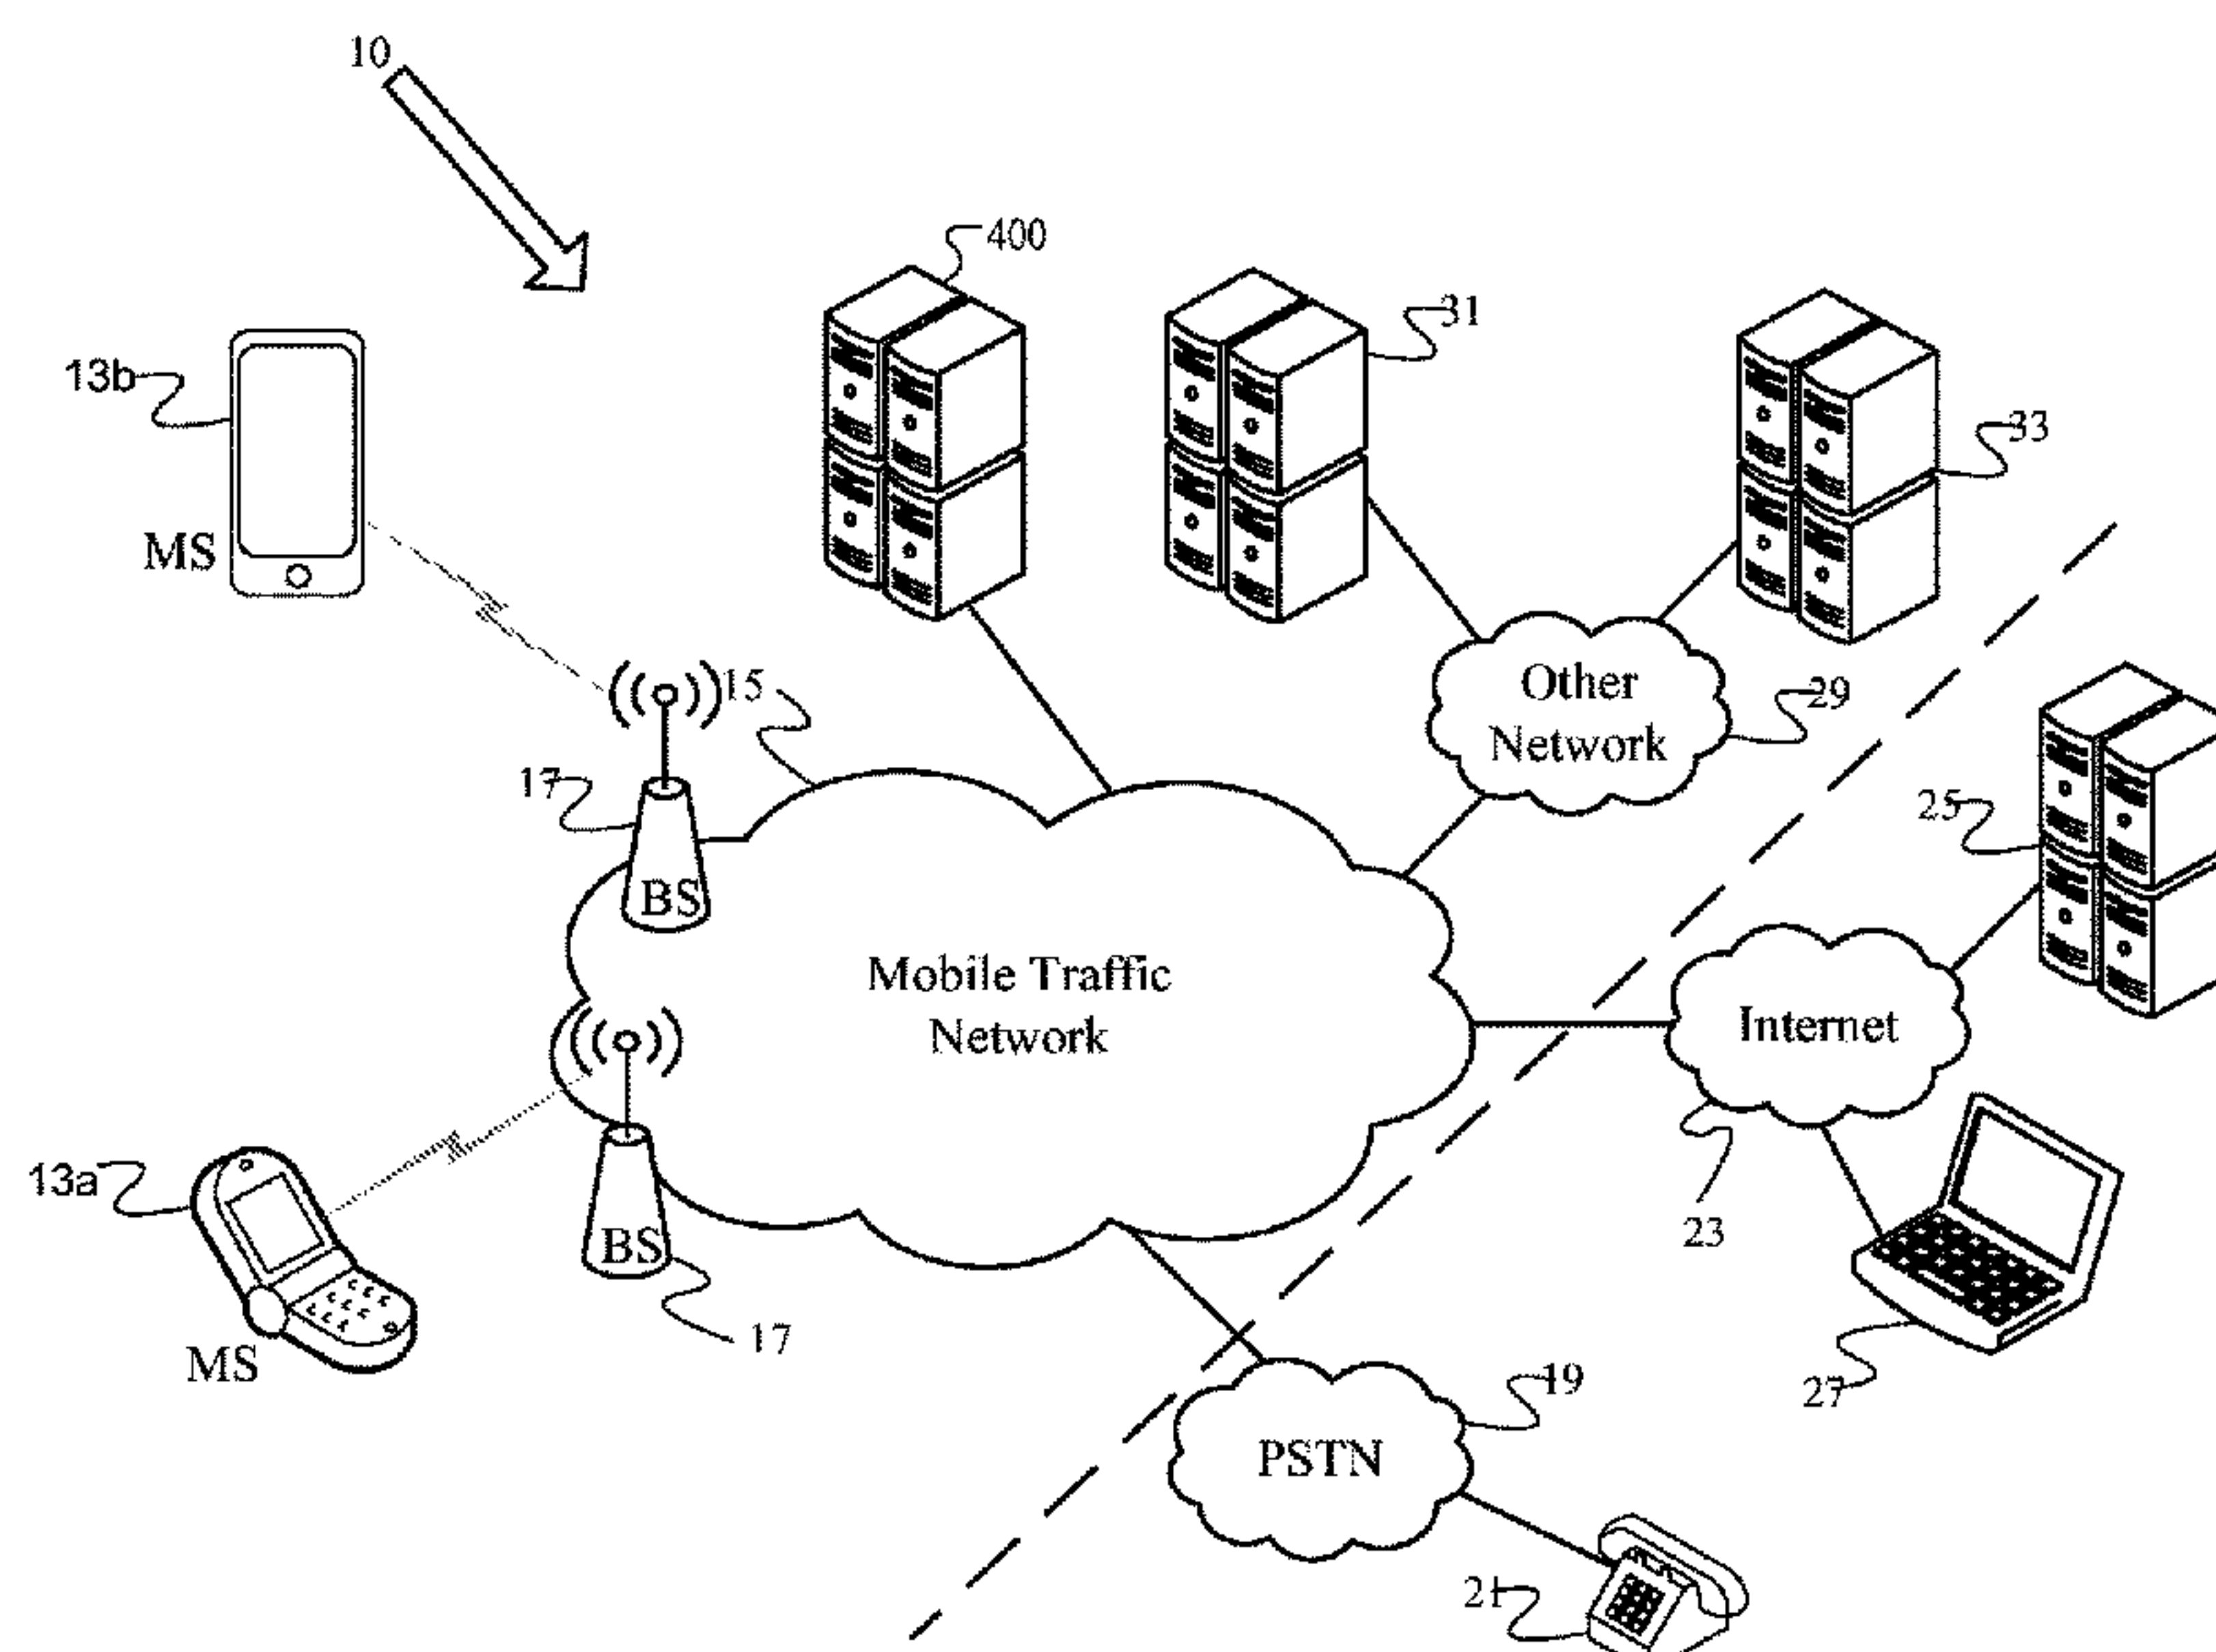 10
400
31
13b
33
MS
15
Other
Network
29
17
25
BS
Mobile Traffic
Network
Internet
13a
BS
23
MS
17
27
19
PSTN
21